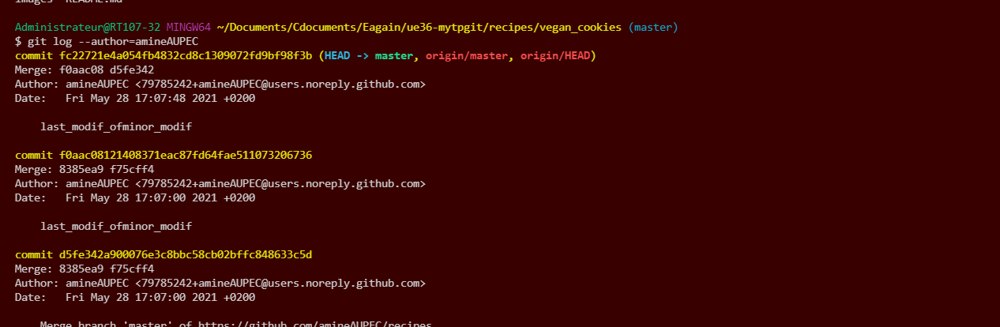 images README.md
Administrateur@RT107-32 MINGW64 ~/Documents/Cdocuments/Eagain/ue36-mytpgit/recipes/vegan_cookies (master)
$ git log --author=amineAUPEC
commit fc22721e4a054fb4832cd8c1309072fd9bf98f3b (HEAD -> master, origin/master, origin/HEAD)
Merge: f0aac08 d5fe342
Author: amineAUPEC <79785242+amineAUPEC@users.noreply.github.com>
Date:   Fri May 28 17:07:48 2021 +0200
last_modif_ofminor_modif
commit f0aac08121408371eac87fd64fae511073206736
Merge: 8385ea9 f75cff4
Author: amineAUPEC <79785242+amineAUPEC@users.noreply.github.com>
Date:   Fri May 28 17:07:00 2021 +0200
last_modif_ofminor_modif
commit d5fe342a900076e3c8bbc58cb02bffc848633c5d
Merge: 8385ea9 f75cff4
Author: amineAUPEC <79785242+amineAUPEC@users.noreply.github.com>
Date:   Fri May 28 17:07:00 2021 +0200
Merge branch 'master' of https://github.com/amineAUPEC/recipes